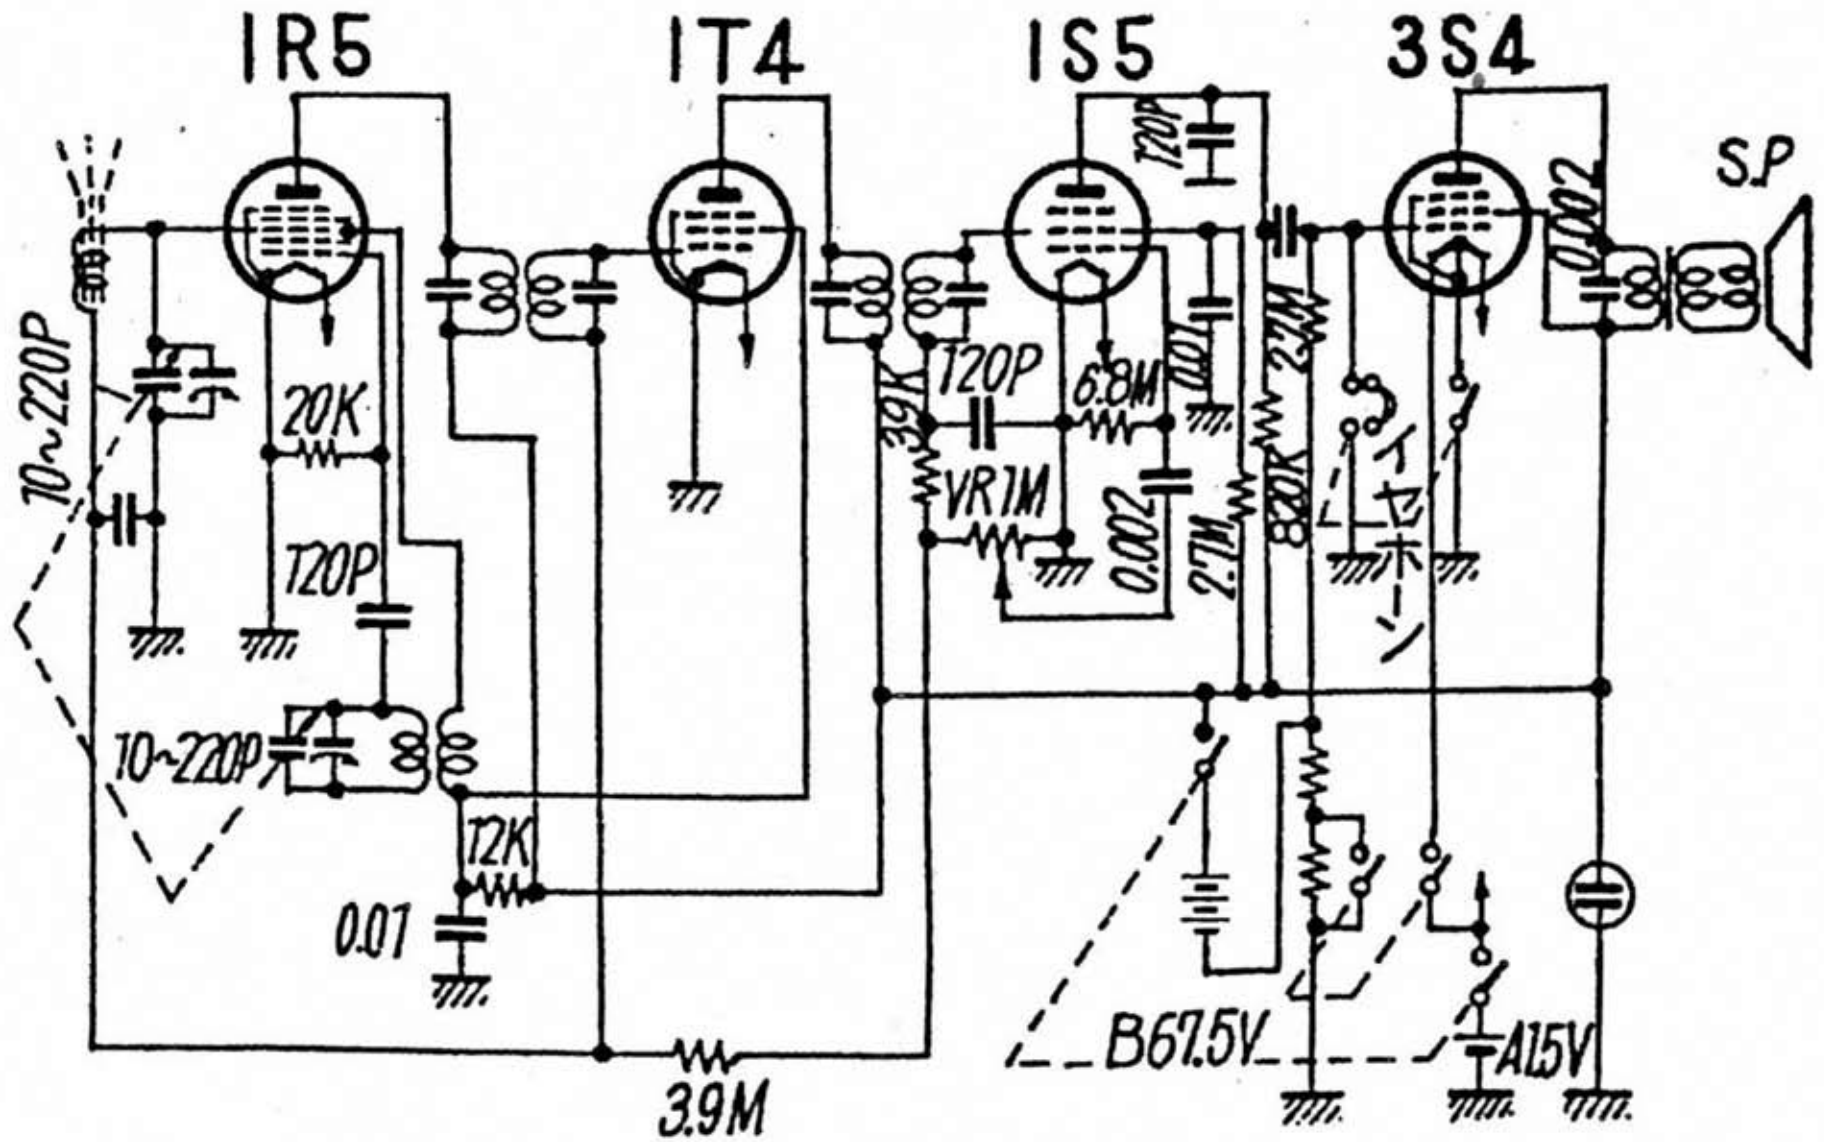 1R5
1T4
1S5
3S4
120P
S.P
0.002
10~220P
20K
39K
120P
6.8M
0.01
2.2M
VR1M
0.002
2.7M
820K
イヤホーン
120P
10~220P
12K
0.01
B67.5V
A1.5V
3.9M